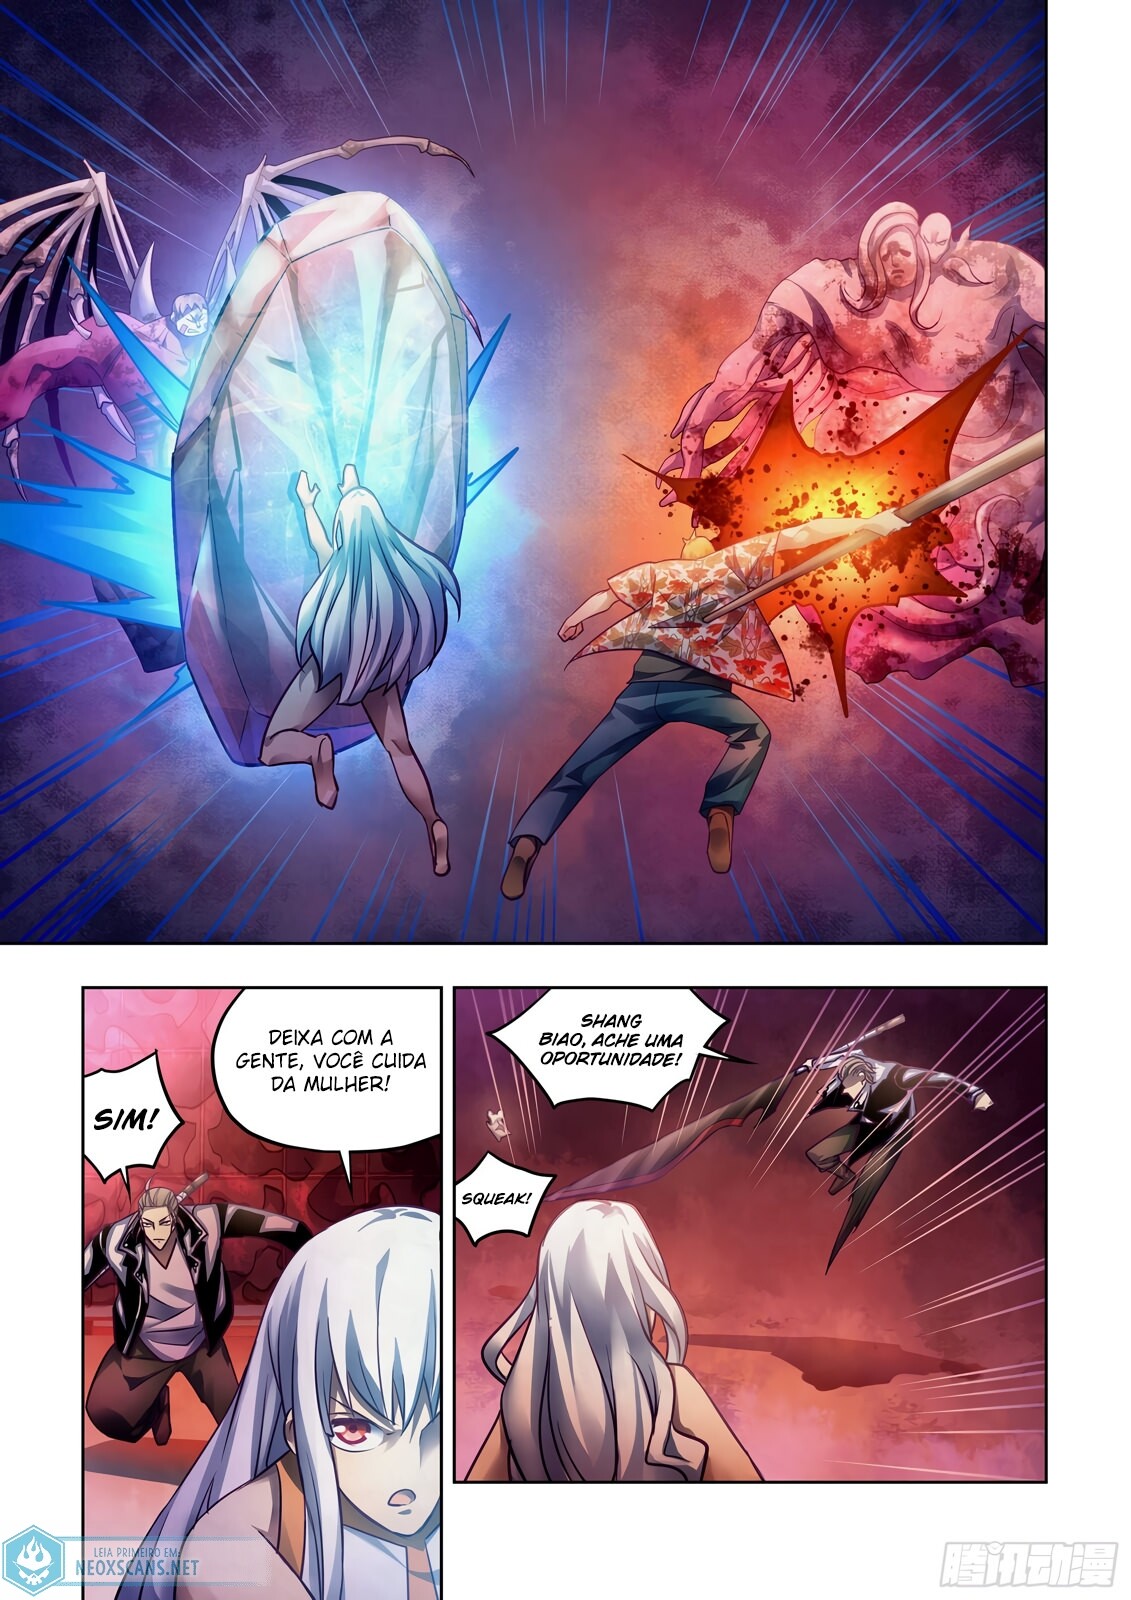 DEIXA COM A
GENTE, VOCÊ CUIDA
DA MULHER!
SIM!
SHANG
BIAO, ACHE UMA
OPORTUNIDADE!
SQUEAK!
LEIA PRIMEIRO EM:
NEOXSCANS.NET
腾讯动漫